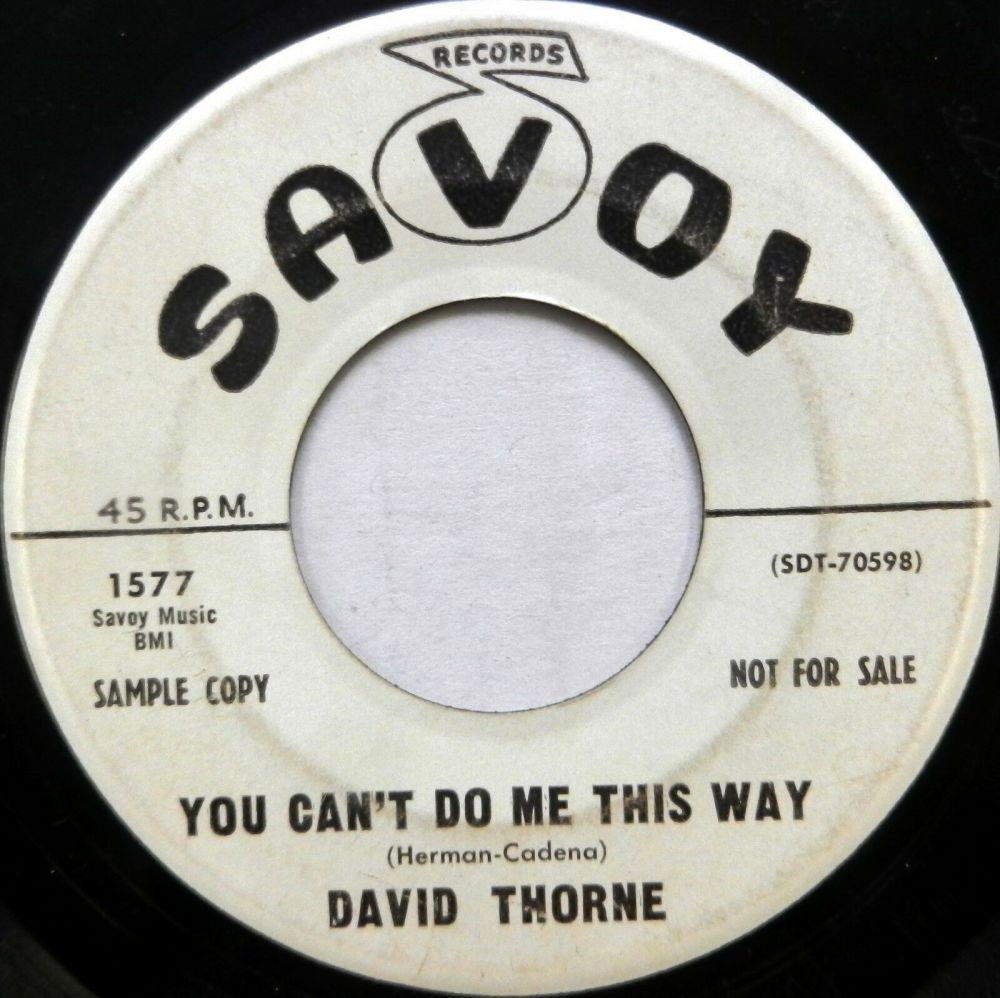 RECORDS
SAVOY
45 R.P.M.
1577
Savoy Music
BMI
SAMPLE COPY
(SDT-70598)
NOT FOR SALE
YOU CAN'T DO ME THIS WAY
(Herman-Cadena)
DAVID THORNE